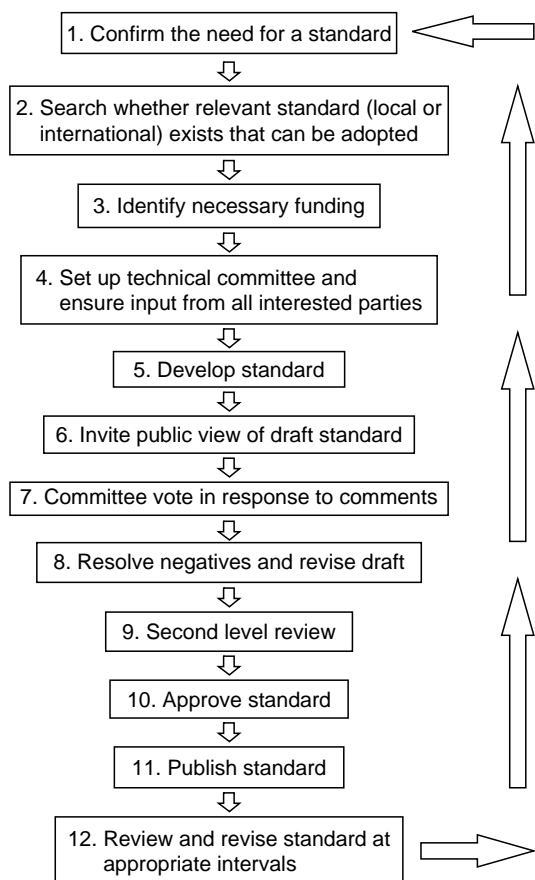 1. Confirm the need for a standard
2. Search whether relevant standard (local or
international) exists that can be adopted
3. Identify necessary funding
4. Set up technical committee and
ensure input from all interested parties
5. Develop standard
6. Invite public view of draft standard
7. Committee vote in response to comments
8. Resolve negatives and revise draft
9. Second level review
10. Approve standard
11. Publish standard
12. Review and revise standard at
appropriate intervals